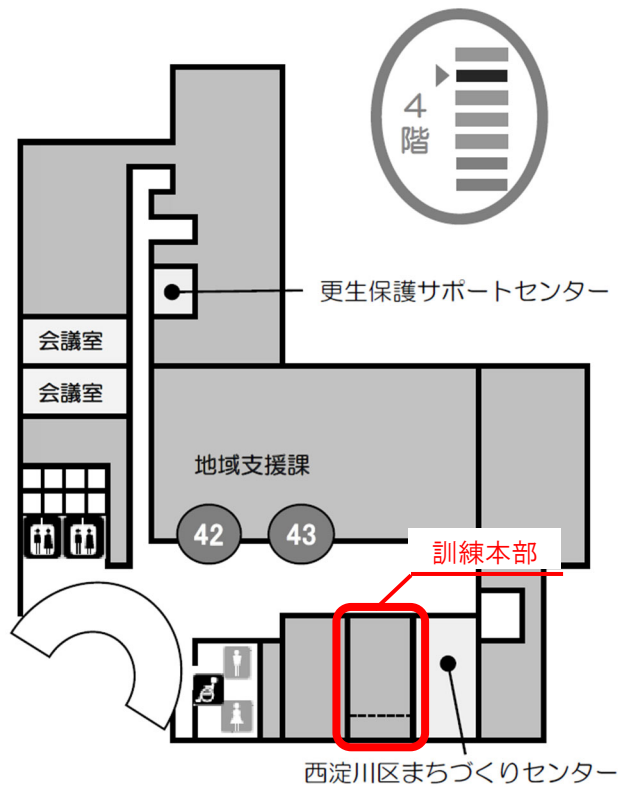 4
階
更生保護サポートセンター
会議室
会議室
地域支援課
42
43
訓練本部
西淀川区まちづくりセンター